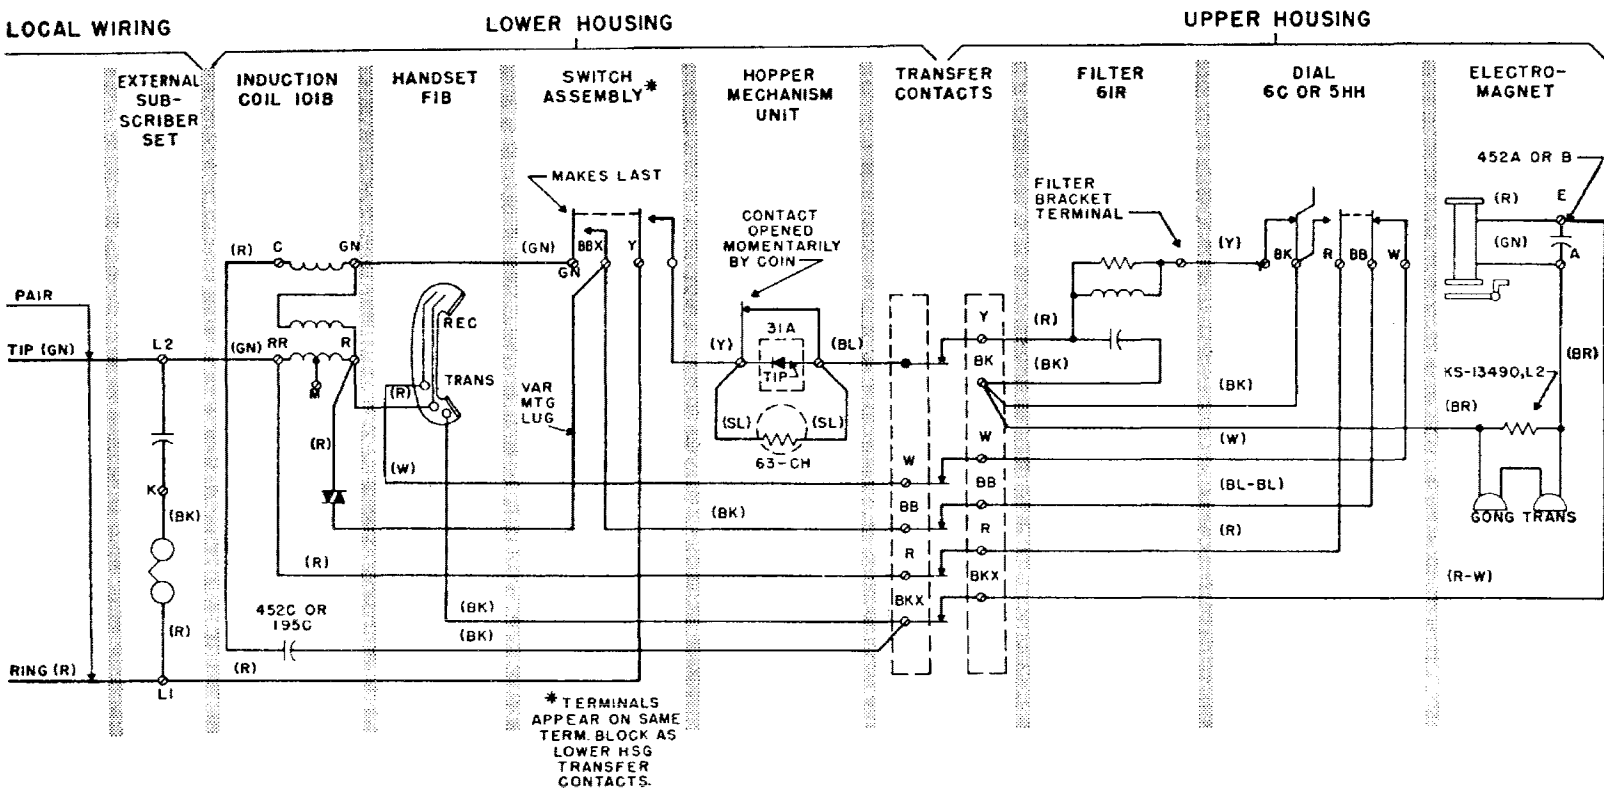 LOCAL WIRING
LOWER HOUSING
UPPER HOUSING
EXTERNAL
SUB-
SCRIBER
SET
INDUCTION
COIL 101B
HANDSET
F1B
SWITCH
ASSEMBLY*
HOPPER
MECHANISM
UNIT
TRANSFER
CONTACTS
FILTER
61R
DIAL
6C OR 5HH
ELECTRO-
MAGNET
452A OR B
MAKES LAST
FILTER
BRACKET
TERMINAL
CONTACT
OPENED
MOMENTARILY
BY COIN
(R)
C
GN
(GN)
GN
BBX
Y
(Y)
BK
R
BB
W
(R)
E
(GN)
A
PAIR
TIP (GN)
L2
(GN)
RR
R
M
REC
TRANS
(R)
(R)
(W)
VAR
MTG
LUG
(Y)
31A
TIP
(BL)
(SL)
(SL)
63-CH
Y
BK
(R)
(BK)
(BK)
(BR)
KS-13490,L2
(BR)
(W)
W
W
BB
BB
(BL-BL)
R
R
(R)
BKX
BKX
(R-W)
GONG TRANS
K
(BK)
(R)
(BK)
(R)
452C OR
195C
(BK)
(BK)
RING (R)
L1
(R)
* TERMINALS
APPEAR ON SAME
TERM. BLOCK AS
LOWER HSG
TRANSFER
CONTACTS.